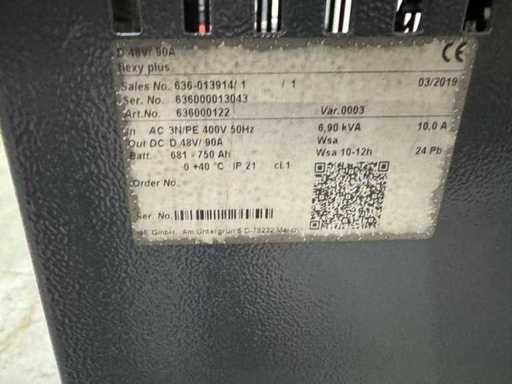 D 48V/ 90A
flexy plus
Sales No. 636-013914/ 1 / 1 03/2019
Ser. No. 636000013043
Art.No. 636000122 Var.0003
In AC 3N/PE 400V 50Hz 6,90 kVA 10,0 A
Out DC D 48V/ 90A Wsa
Batt. 681 - 750 Ah Wsa 10-12h 24 Pb
0 +40 °C IP 21 cl.1
Order No.
Ser. No.
GmbH, Am Untergrün D-79232 March
CE